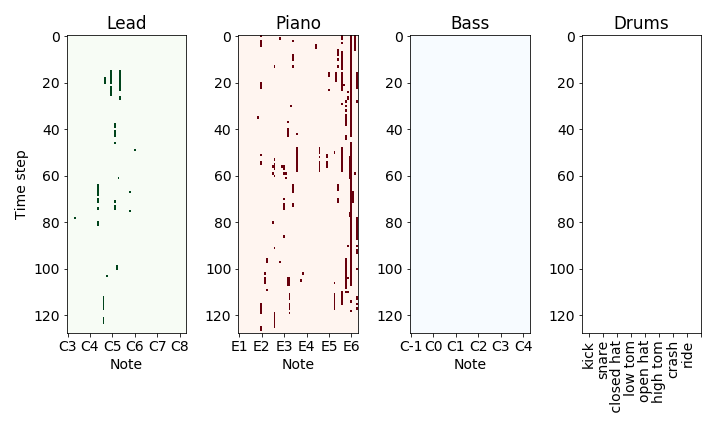 Lead Piano Bass Drums
Time step
0 20 40 60 80 100 120
C3 C4 C5 C6 C7 C8
Note
0 20 40 60 80 100 120
E1 E2 E3 E4 E5 E6
Note
0 20 40 60 80 100 120
C-1 C0 C1 C2 C3 C4
Note
0 20 40 60 80 100 120
kick
snare
closed hat
low tom
open hat
high tom
crash
ride